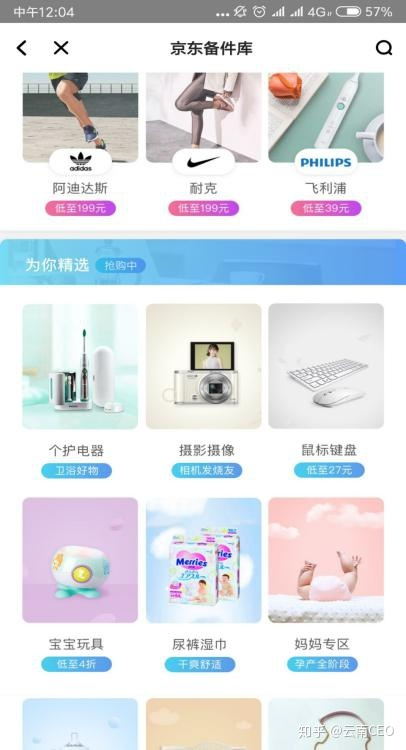 中午12:04
... 4G 57%
京东备件库
adidas
PHILIPS
阿迪达斯 耐克 飞利浦
低至199元 低至199元 低至39元
为你精选 抢购中
个护电器 摄影摄像 鼠标键盘
卫浴好物 相机发烧友 低至27元
Merries
宝宝玩具 尿裤湿巾 妈妈专区
低至4折 干爽舒适 孕产全阶段
知乎 @云南CEO